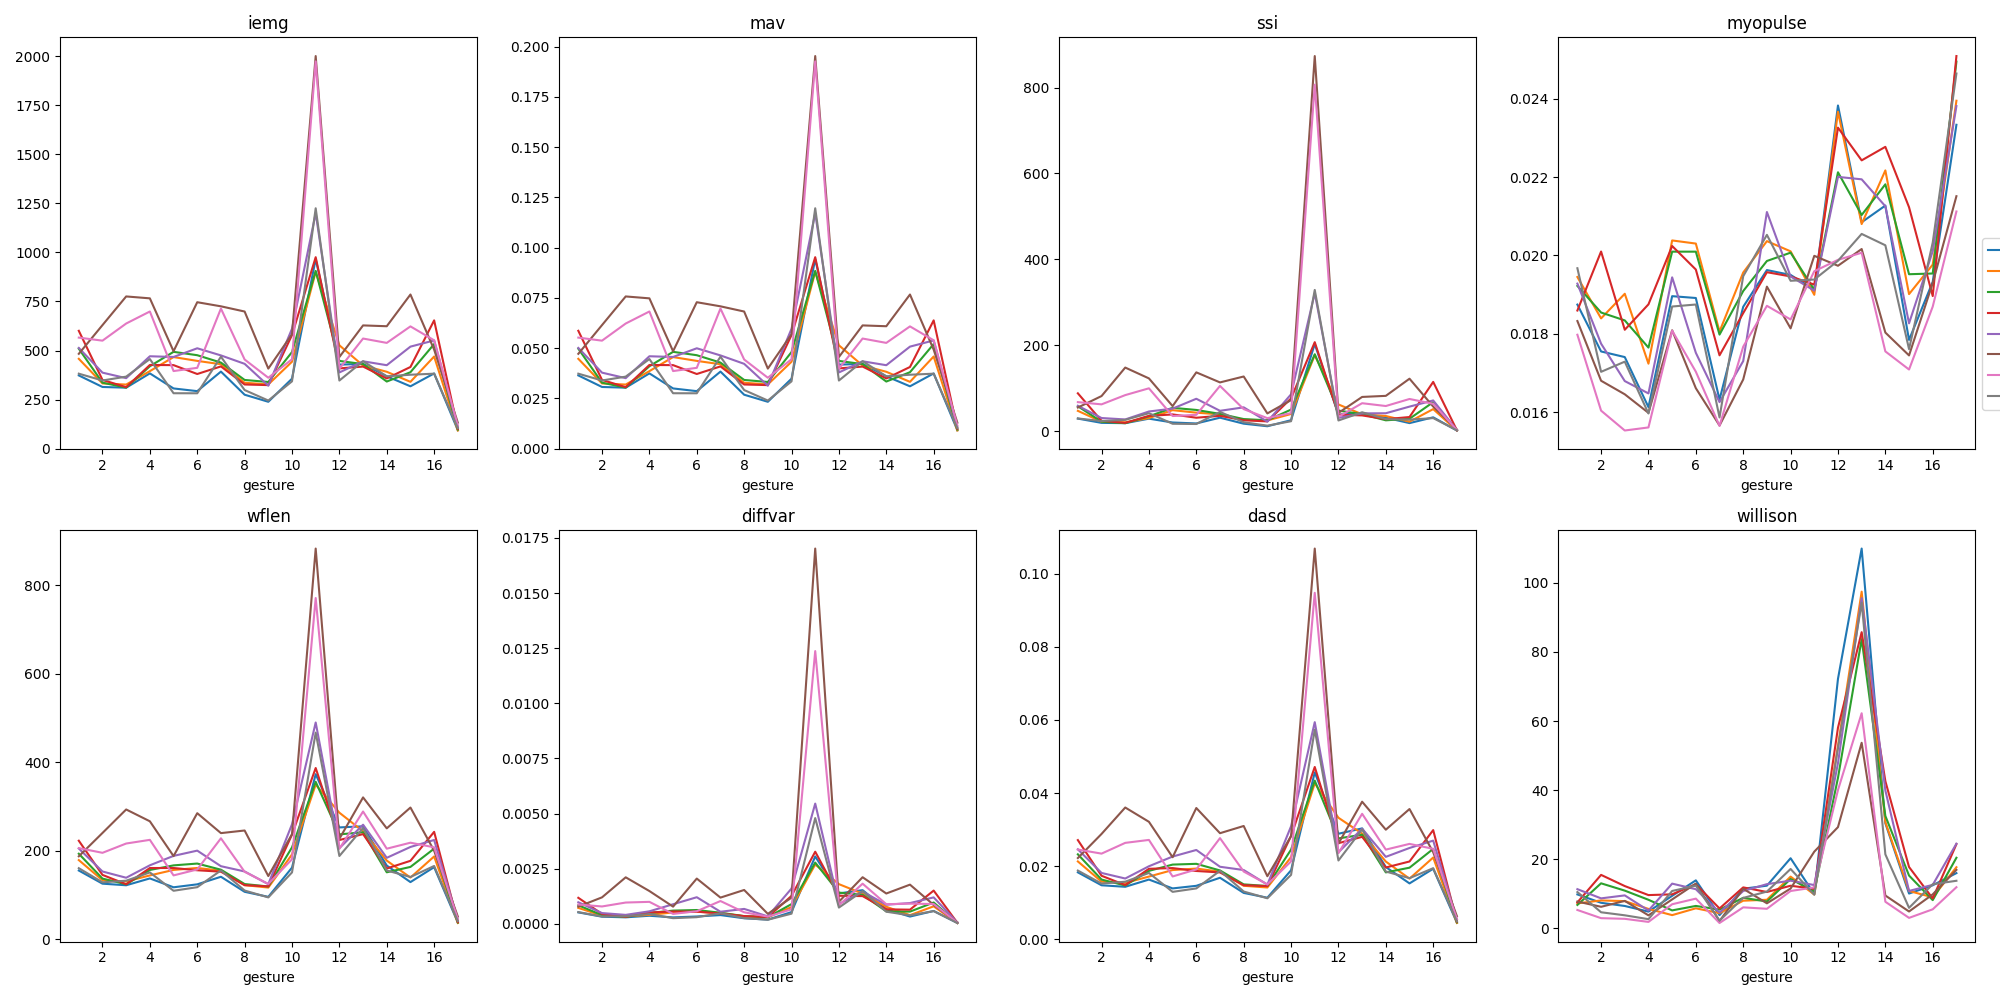 iemg
2000
1750
1500
1250
1000
750
500
250
0
2 4 6 8 10 12 14 16
gesture
mav
0.200
0.175
0.150
0.125
0.100
0.075
0.050
0.025
0.000
2 4 6 8 10 12 14 16
gesture
ssi
800
600
400
200
0
2 4 6 8 10 12 14 16
gesture
myopulse
0.024
0.022
0.020
0.018
0.016
2 4 6 8 10 12 14 16
gesture
wflen
800
600
400
200
0
2 4 6 8 10 12 14 16
gesture
diffvar
0.0175
0.0150
0.0125
0.0100
0.0075
0.0050
0.0025
0.0000
2 4 6 8 10 12 14 16
gesture
dasd
0.10
0.08
0.06
0.04
0.02
0.00
2 4 6 8 10 12 14 16
gesture
willison
100
80
60
40
20
0
2 4 6 8 10 12 14 16
gesture